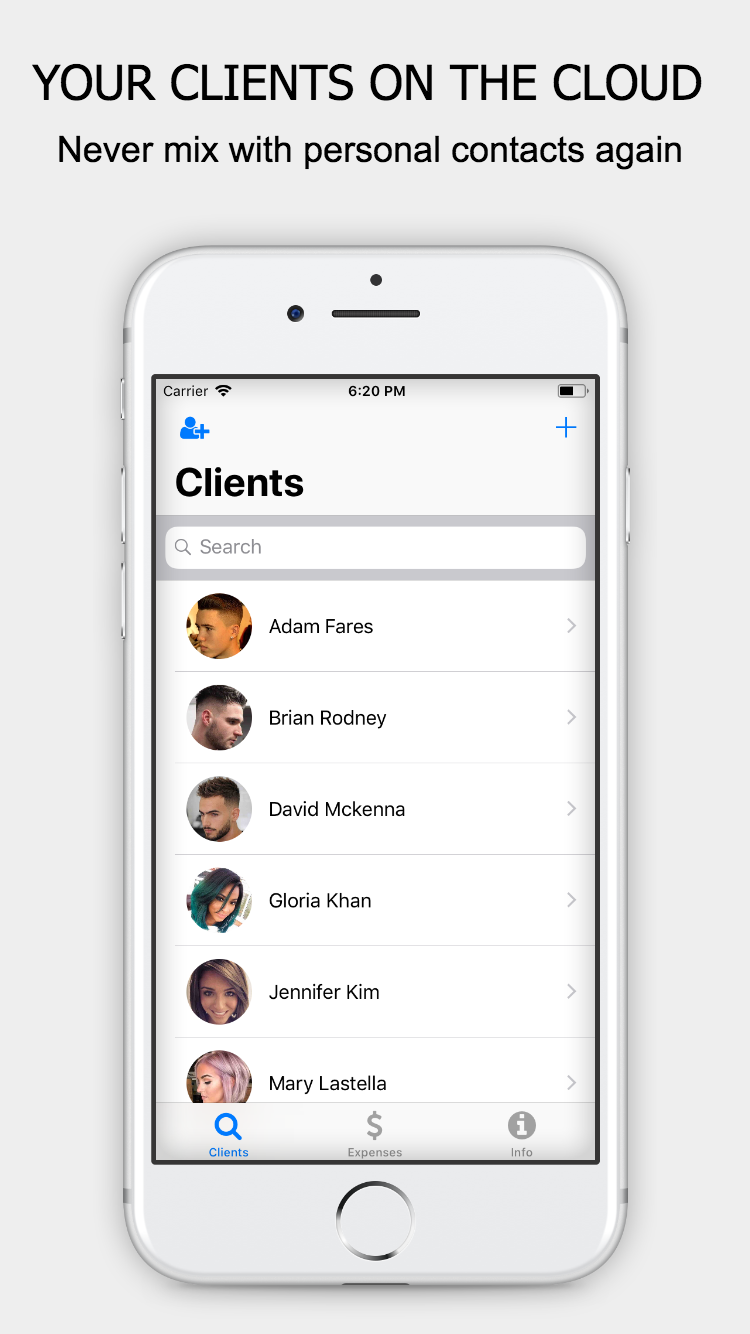 YOUR CLIENTS ON THE CLOUD
Never mix with personal contacts again
Carrier 6:20 PM
Clients
Search
Adam Fares
Brian Rodney
David Mckenna
Gloria Khan
Jennifer Kim
Mary Lastella
Clients Expenses Info